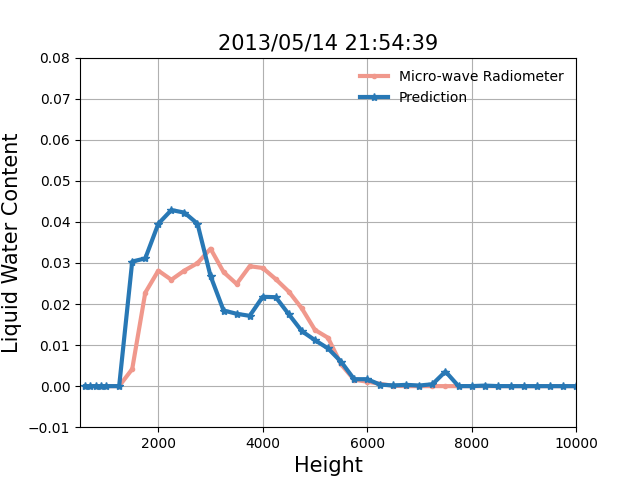 2013/05/14 21:54:39
Micro-wave Radiometer
Prediction
Liquid Water Content
0.08
0.07
0.06
0.05
0.04
0.03
0.02
0.01
0.00
−0.01
2000 4000 6000 8000 10000
Height